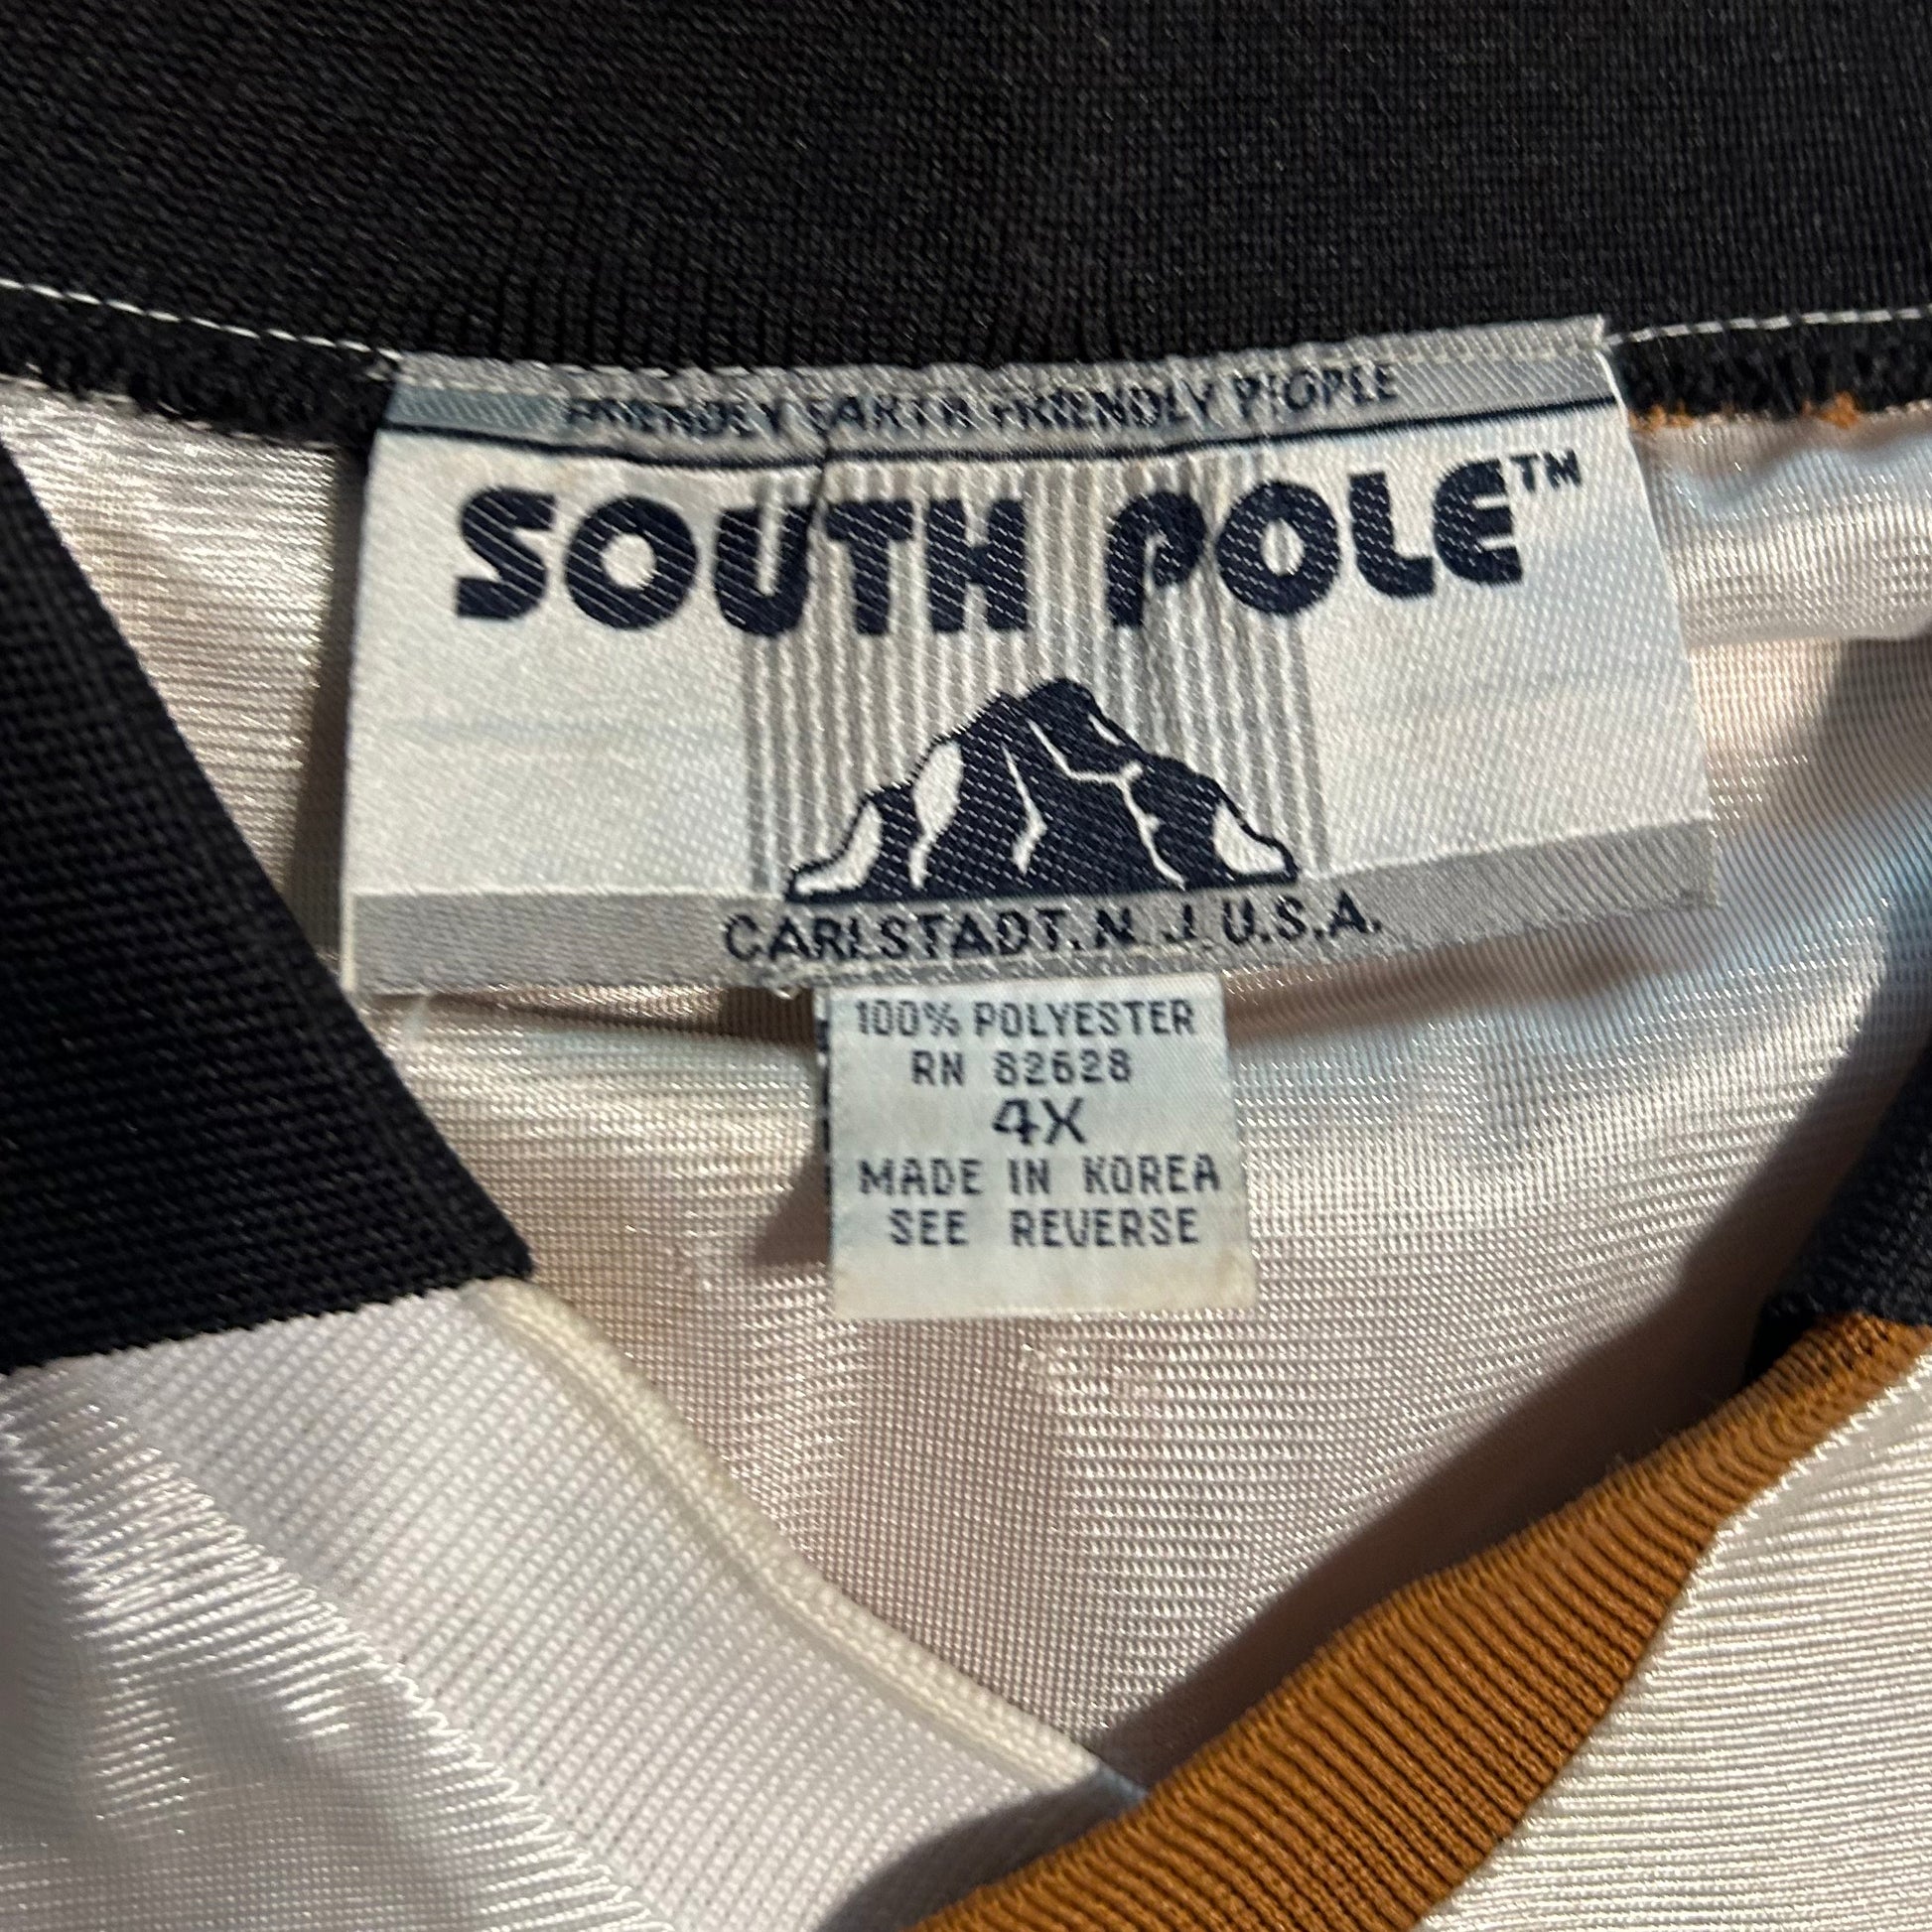 FRIENDLY EARTH FRIENDLY PEOPLE
SOUTH POLE™
CARLSTADT, N.J. U.S.A.
100% POLYESTER
RN 82628
4X
MADE IN KOREA
SEE REVERSE